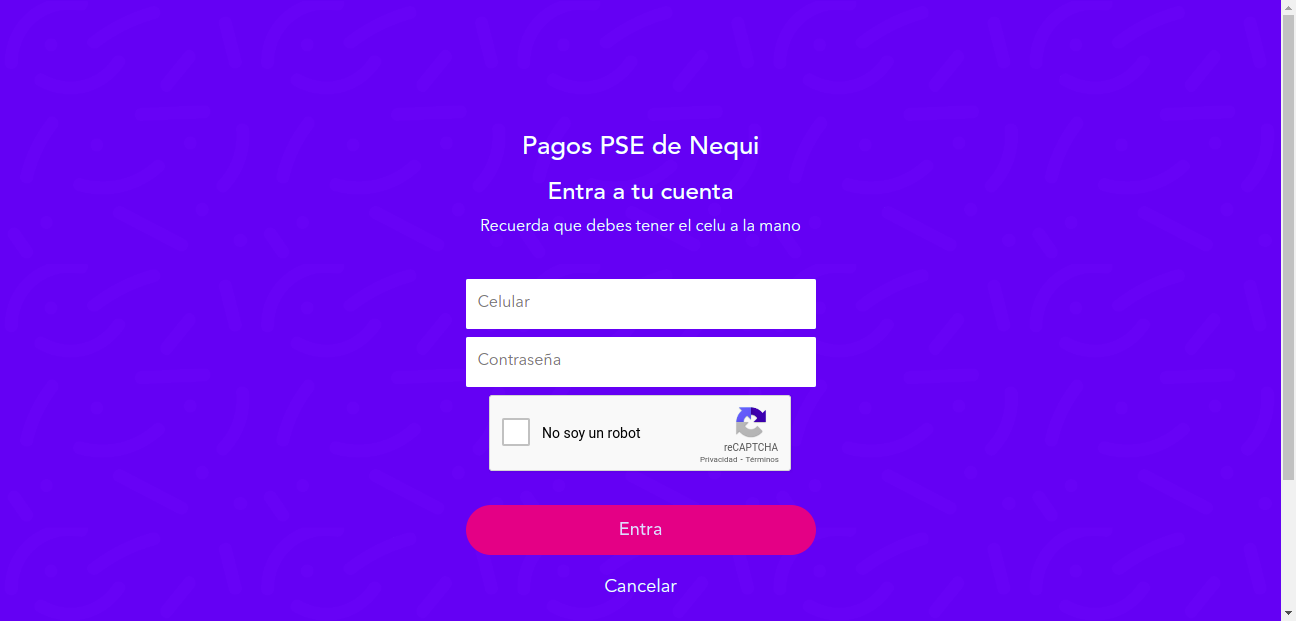 Pagos PSE de Nequi
Entra a tu cuenta
Recuerda que debes tener el celu a la mano
Celular
Contraseña
No soy un robot
reCAPTCHA
Privacidad - Términos
Entra
Cancelar